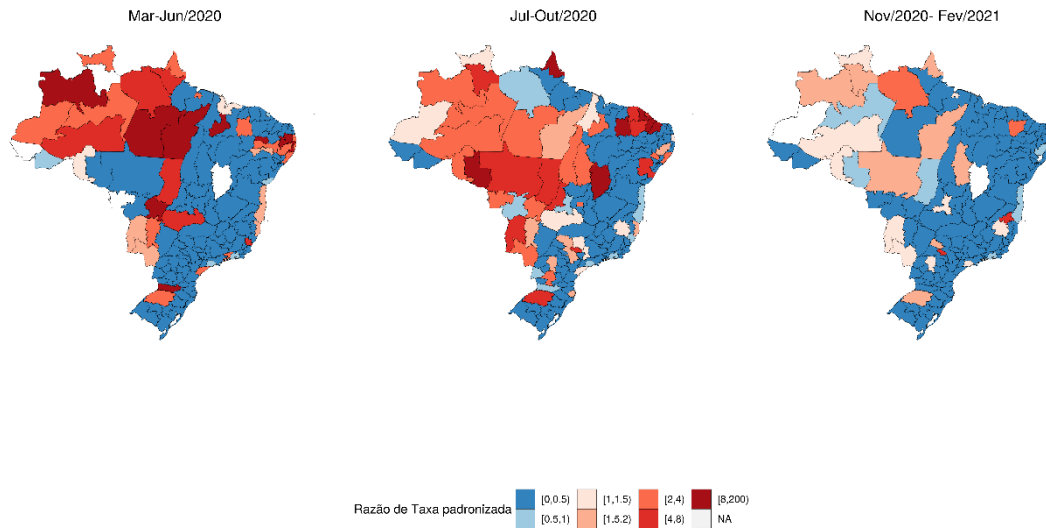 Mar-Jun/2020
Jul-Out/2020
Nov/2020- Fev/2021
Razão de Taxa padronizada
[0,0.5)
[1,1.5)
[2,4)
[8,200)
[0.5,1)
[1.5.2)
[4,8)
NA